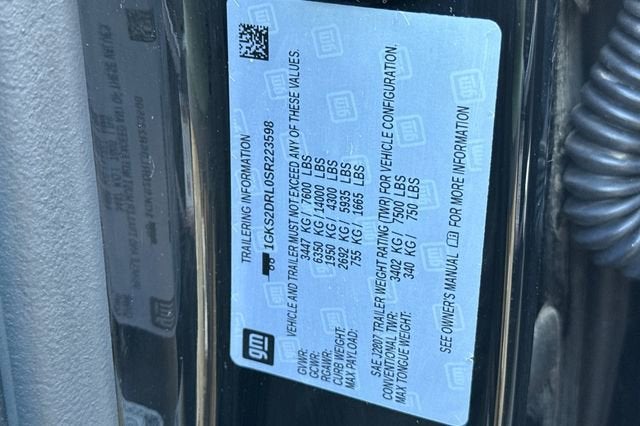 gm
TRAILERING INFORMATION
1GKS2DRL0SR223598
VEHICLE AND TRAILER MUST NOT EXCEED ANY OF THESE VALUES.
GVWR: 3447 KG / 7600 LBS
GCWR: 6350 KG / 14000 LBS
RGAWR: 1950 KG / 4300 LBS
CURB WEIGHT: 2692 KG / 5935 LBS
MAX PAYLOAD: 755 KG / 1665 LBS
SAE J2807 TRAILER WEIGHT RATING (TWR) FOR VEHICLE CONFIGURATION.
CONVENTIONAL TWR: 3402 KG / 7500 LBS
MAX TONGUE WEIGHT: 340 KG / 750 LBS
SEE OWNER'S MANUAL FOR MORE INFORMATION